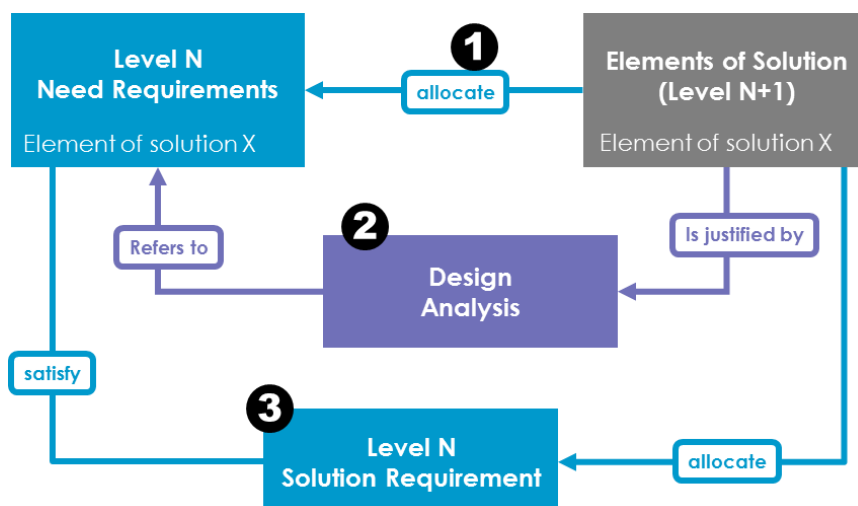 1
Level N
Need Requirements
Element of solution X
allocate
Elements of Solution
(Level N+1)
Element of solution X
2
Refers to
Is justified by
Design
Analysis
satisfy
3
Level N
Solution Requirement
allocate